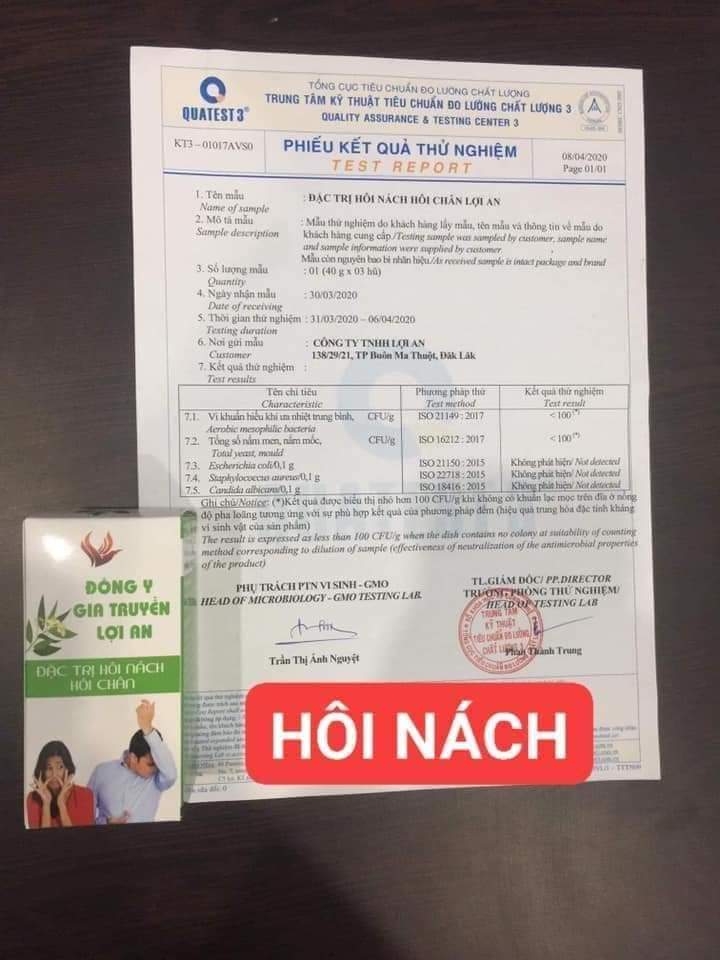 QUATEST 3®
TỔNG CỤC TIÊU CHUẨN ĐO LƯỜNG CHẤT LƯỢNG
TRUNG TÂM KỸ THUẬT TIÊU CHUẨN ĐO LƯỜNG CHẤT LƯỢNG 3
QUALITY ASSURANCE & TESTING CENTER 3
KT3 – 01017AVS0
PHIẾU KẾT QUẢ THỬ NGHIỆM
TEST REPORT
08/04/2020
Page 01/01
1. Tên mẫu : ĐẶC TRỊ HÔI NÁCH HÔI CHÂN LỢI AN
Name of sample
2. Mô tả mẫu : Mẫu thử nghiệm do khách hàng lấy mẫu, tên mẫu và thông tin về mẫu do
Sample description khách hàng cung cấp./Testing sample was sampled by customer, sample name
and sample information were supplied by customer.
Mẫu còn nguyên bao bì nhãn hiệu/As received sample is intact package and brand
3. Số lượng mẫu : 01 (40 g x 03 hũ)
Quantity
4. Ngày nhận mẫu : 30/03/2020
Date of receiving
5. Thời gian thử nghiệm : 31/03/2020 – 06/04/2020
Testing duration
6. Nơi gửi mẫu : CÔNG TY TNHH LỢI AN
Customer 138/29/21, TP Buôn Ma Thuột, Đăk Lăk
7. Kết quả thử nghiệm :
Test results
Tên chỉ tiêu Phương pháp thử Kết quả thử nghiệm
Characteristic Test method Test result
7.1. Vi khuẩn hiếu khí ưa nhiệt trung bình, CFU/g ISO 21149 : 2017 < 100 (*)
Aerobic mesophilic bacteria
7.2. Tổng số nấm men, nấm mốc, CFU/g ISO 16212 : 2017 < 100 (*)
Total yeast, mould
7.3. Escherichia coli/0,1 g ISO 21150 : 2015 Không phát hiện/ Not detected
7.4. Staphylococcus aureus/0,1 g ISO 22718 : 2015 Không phát hiện/ Not detected
7.5. Candida albicans/0,1 g ISO 18416 : 2015 Không phát hiện/ Not detected
Ghi chú/Notice: (*)Kết quả được biểu thị nhỏ hơn 100 CFU/g khi không có khuẩn lạc mọc trên đĩa ở nồng
độ pha loãng tương ứng với sự phù hợp kết quả của phương pháp đếm (hiệu quả trung hòa đặc tính kháng
vi sinh vật của sản phẩm)
The result is expressed as less than 100 CFU/g when the dish contains no colony at suitability of counting
method corresponding to dilution of sample (effectiveness of neutralization of the antimicrobial properties
of the product)
PHỤ TRÁCH PTN VI SINH – GMO
HEAD OF MICROBIOLOGY - GMO TESTING LAB.
Trần Thị Ánh Nguyệt
TL.GIÁM ĐỐC/ PP.DIRECTOR
TRƯỞNG PHÒNG THỬ NGHIỆM/
HEAD OF TESTING LAB
TRUNG TÂM
KỸ THUẬT
TIÊU CHUẨN ĐO LƯỜNG
CHẤT LƯỢNG 3
Phan Thành Trung
ĐÔNG Y
GIA TRUYỀN
LỢI AN
ĐẶC TRỊ HÔI NÁCH
HÔI CHÂN
HÔI NÁCH